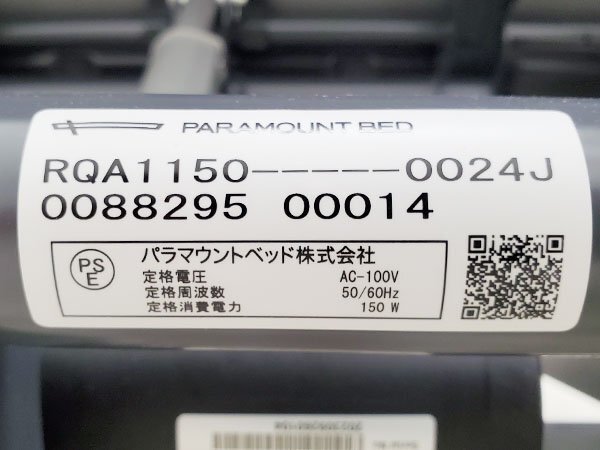 PARAMOUNT BED
RQA1150-----0024J
0088295 00014
PS
E
パラマウントベッド株式会社
定格電圧 AC-100V
定格周波数 50/60Hz
定格消費電力 150 W